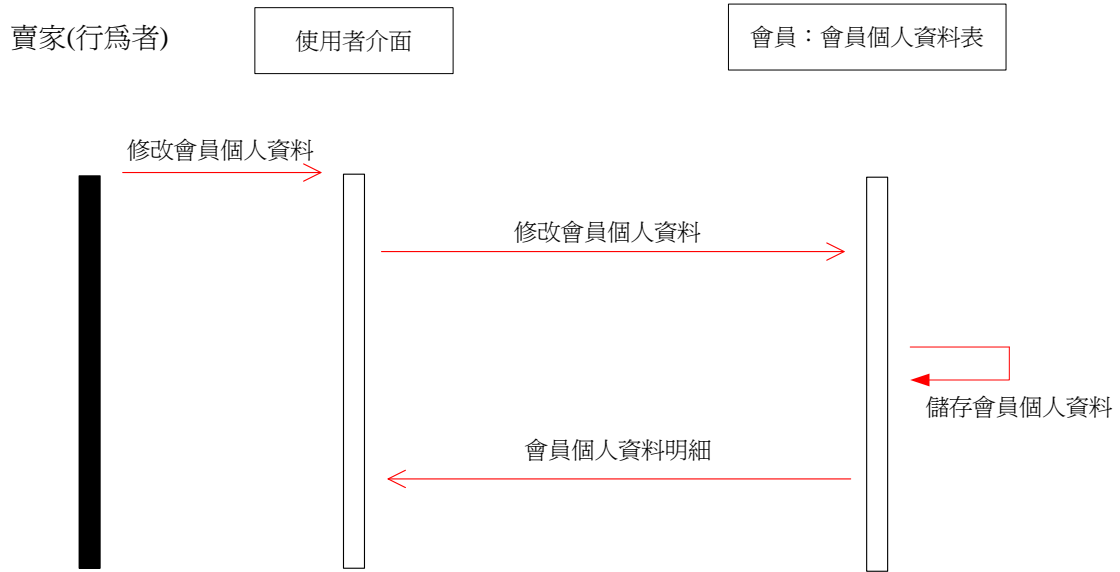 賣家(行為者)
使用者介面
會員：會員個人資料表
修改會員個人資料
修改會員個人資料
儲存會員個人資料
會員個人資料明細